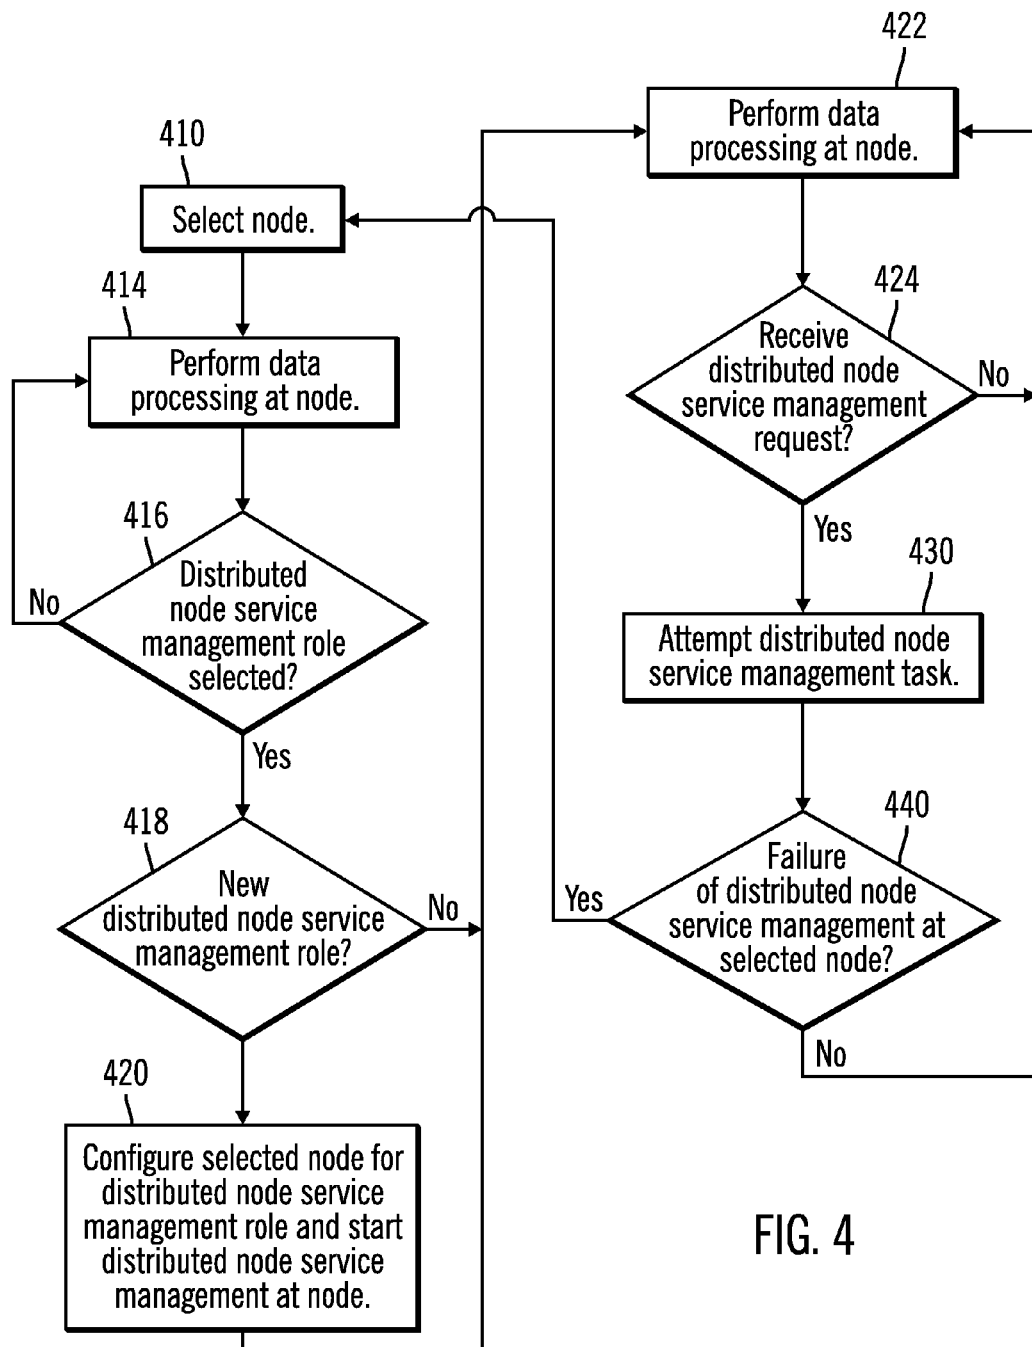 410
Select node.
414
Perform data
processing at node.
416
Distributed
node service
management role
selected?
No
Yes
418
New
distributed node service
management role?
No
420
Configure selected node for
distributed node service
management role and start
distributed node service
management at node.
422
Perform data
processing at node.
424
Receive
distributed node
service management
request?
No
Yes
430
Attempt distributed node
service management task.
440
Failure
of distributed node
service management at
selected node?
Yes
No
FIG. 4